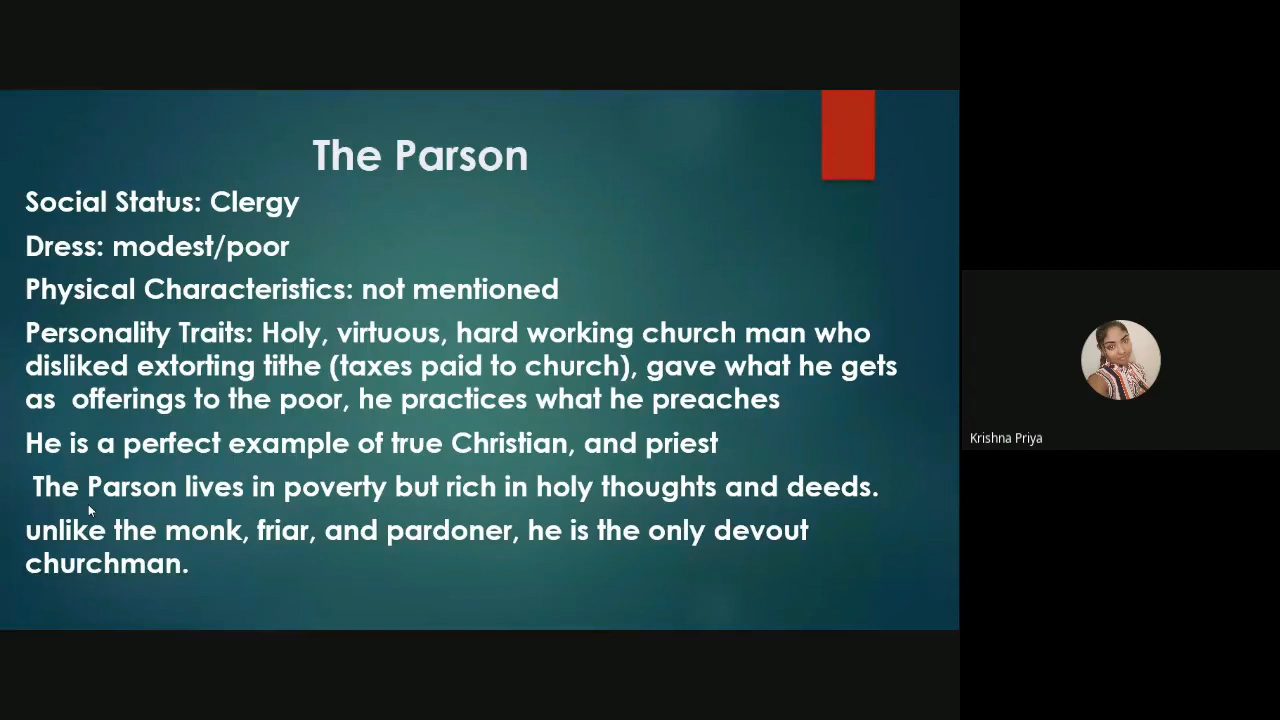 The Parson
Social Status: Clergy
Dress: modest/poor
Physical Characteristics: not mentioned
Personality Traits: Holy, virtuous, hard working church man who
disliked extorting tithe (taxes paid to church), gave what he gets
as  offerings to the poor, he practices what he preaches
He is a perfect example of true Christian, and priest
The Parson lives in poverty but rich in holy thoughts and deeds.
unlike the monk, friar, and pardoner, he is the only devout
churchman.
Krishna Priya